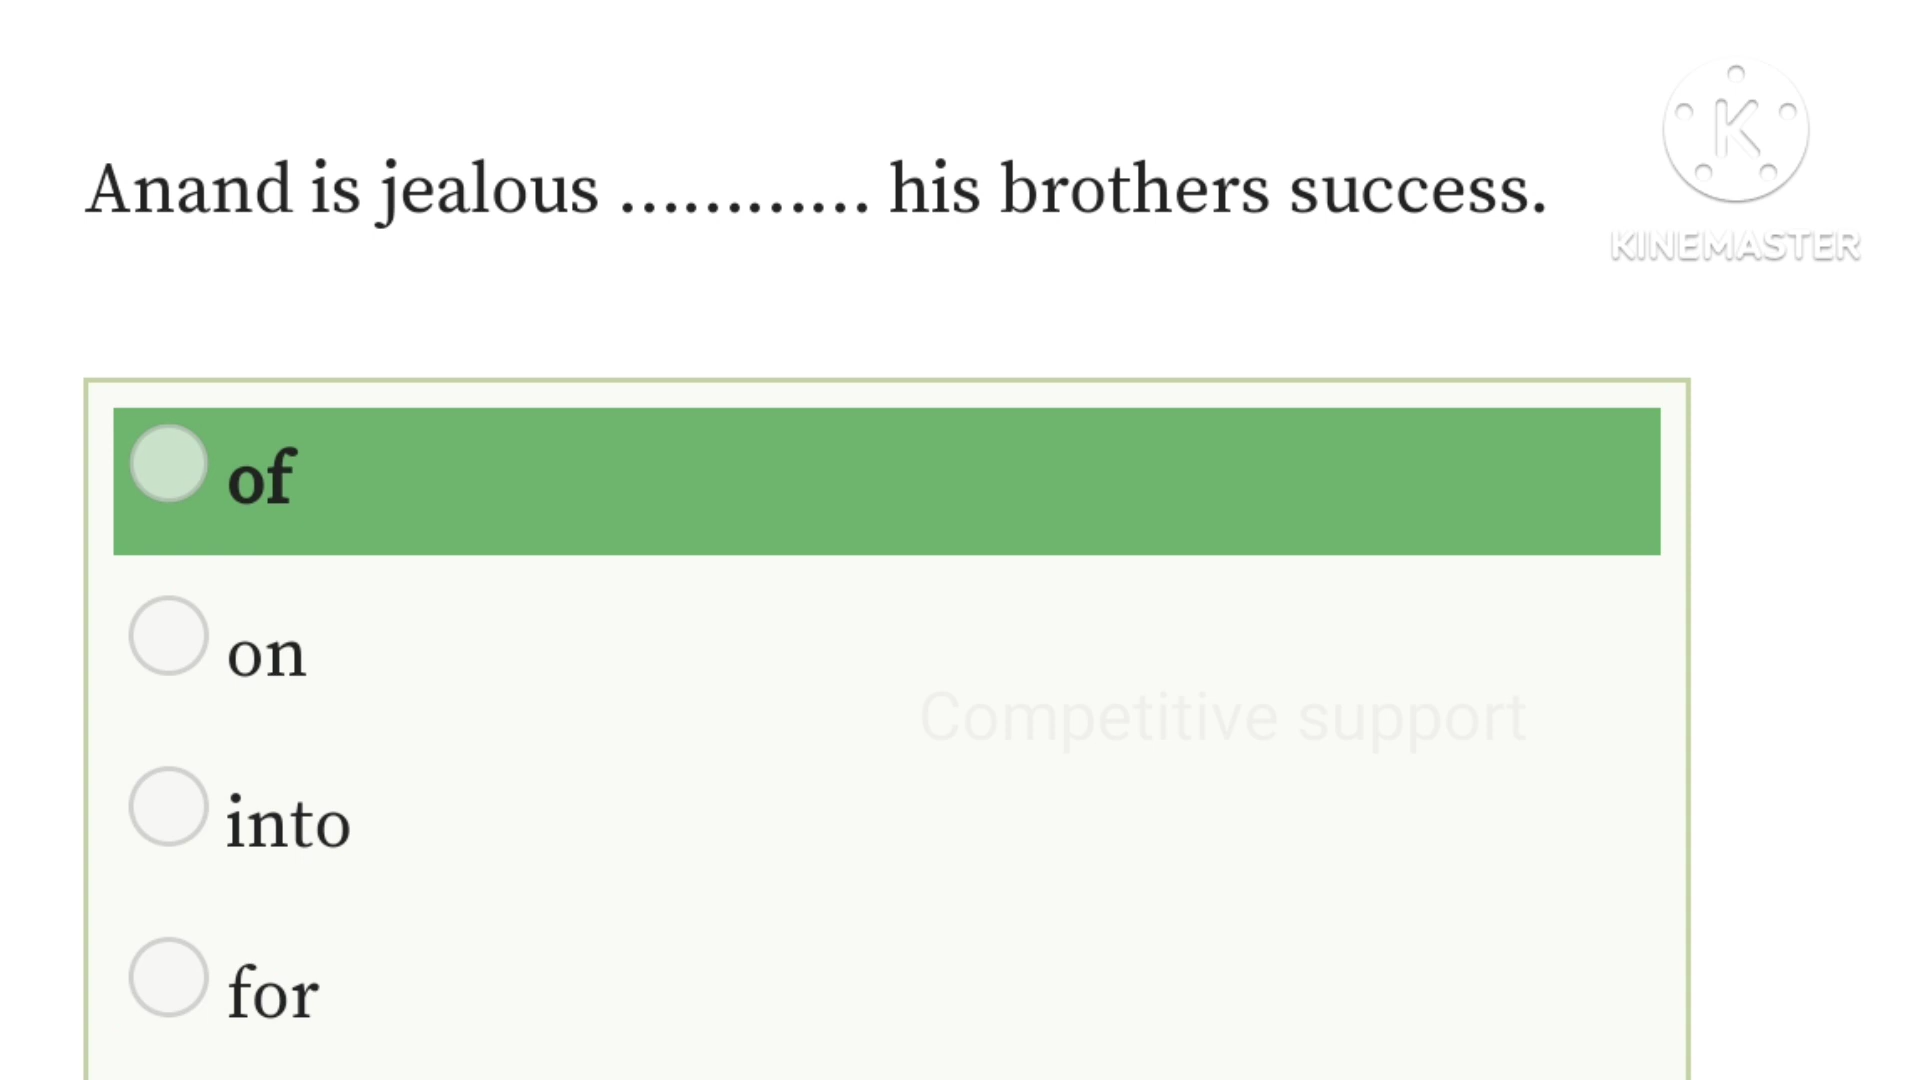 Anand is jealous ............ his brothers success.
KINEMASTER
of
on
Competitive support
into
for